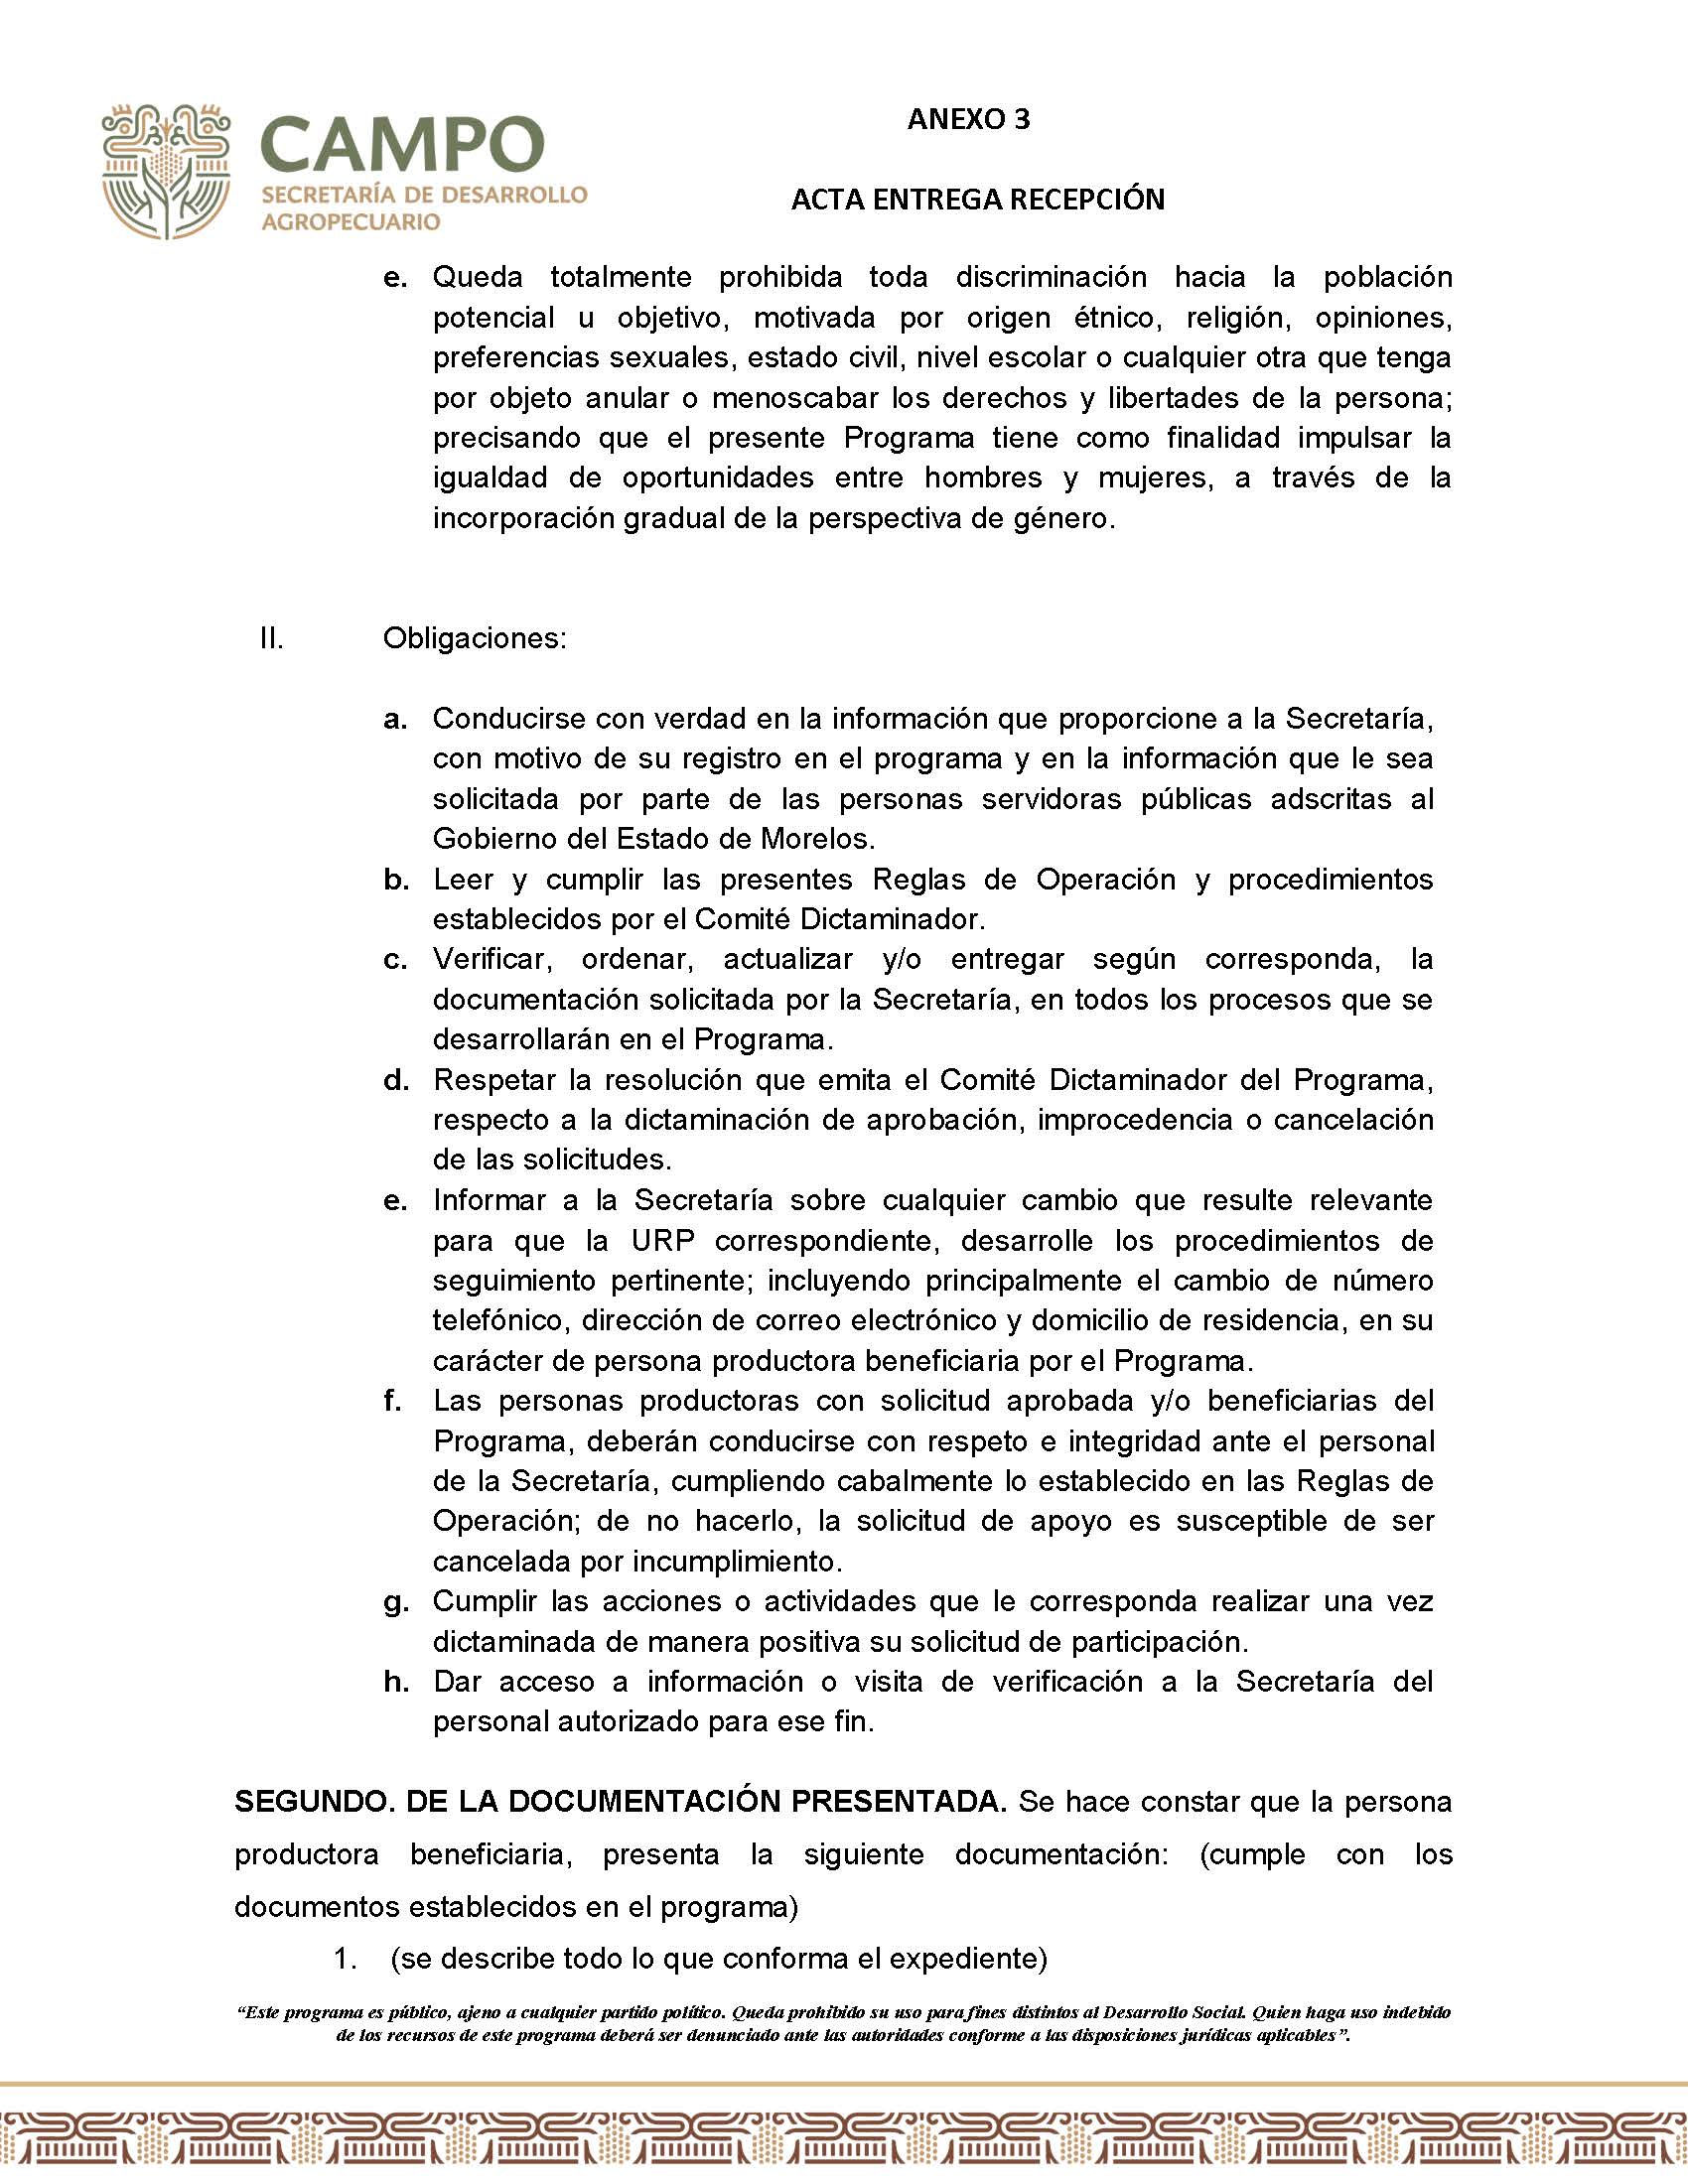 CAMPO
SECRETARÍA DE DESARROLLO
AGROPECUARIO
ANEXO 3
ACTA ENTREGA RECEPCIÓN
e. Queda totalmente prohibida toda discriminación hacia la población
potencial u objetivo, motivada por origen étnico, religión, opiniones,
preferencias sexuales, estado civil, nivel escolar o cualquier otra que tenga
por objeto anular o menoscabar los derechos y libertades de la persona;
precisando que el presente Programa tiene como finalidad impulsar la
igualdad de oportunidades entre hombres y mujeres, a través de la
incorporación gradual de la perspectiva de género.
II. Obligaciones:
a. Conducirse con verdad en la información que proporcione a la Secretaría,
con motivo de su registro en el programa y en la información que le sea
solicitada por parte de las personas servidoras públicas adscritas al
Gobierno del Estado de Morelos.
b. Leer y cumplir las presentes Reglas de Operación y procedimientos
establecidos por el Comité Dictaminador.
c. Verificar, ordenar, actualizar y/o entregar según corresponda, la
documentación solicitada por la Secretaría, en todos los procesos que se
desarrollarán en el Programa.
d. Respetar la resolución que emita el Comité Dictaminador del Programa,
respecto a la dictaminación de aprobación, improcedencia o cancelación
de las solicitudes.
e. Informar a la Secretaría sobre cualquier cambio que resulte relevante
para que la URP correspondiente, desarrolle los procedimientos de
seguimiento pertinente; incluyendo principalmente el cambio de número
telefónico, dirección de correo electrónico y domicilio de residencia, en su
carácter de persona productora beneficiaria por el Programa.
f. Las personas productoras con solicitud aprobada y/o beneficiarias del
Programa, deberán conducirse con respeto e integridad ante el personal
de la Secretaría, cumpliendo cabalmente lo establecido en las Reglas de
Operación; de no hacerlo, la solicitud de apoyo es susceptible de ser
cancelada por incumplimiento.
g. Cumplir las acciones o actividades que le corresponda realizar una vez
dictaminada de manera positiva su solicitud de participación.
h. Dar acceso a información o visita de verificación a la Secretaría del
personal autorizado para ese fin.
SEGUNDO. DE LA DOCUMENTACIÓN PRESENTADA. Se hace constar que la persona
productora beneficiaria, presenta la siguiente documentación: (cumple con los
documentos establecidos en el programa)
1. (se describe todo lo que conforma el expediente)
“Este programa es público, ajeno a cualquier partido político. Queda prohibido su uso para fines distintos al Desarrollo Social. Quien haga uso indebido
de los recursos de este programa deberá ser denunciado ante las autoridades conforme a las disposiciones jurídicas aplicables”.